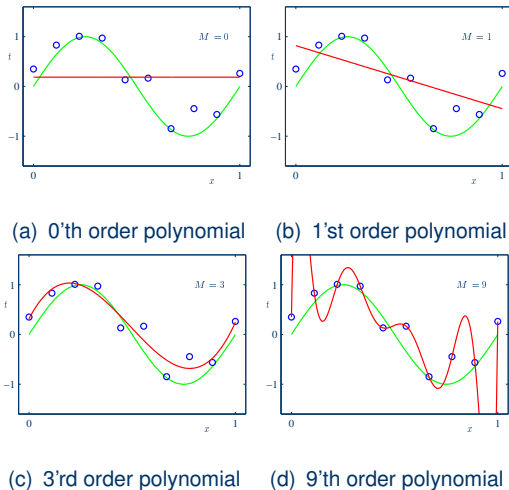 1
M = 0
t
0
−1
0
x
1
1
M = 1
t
0
−1
0
x
1
(a) 0'th order polynomial
(b) 1'st order polynomial
1
M = 3
t
0
−1
0
x
1
1
M = 9
t
0
−1
0
x
1
(c) 3'rd order polynomial
(d) 9'th order polynomial